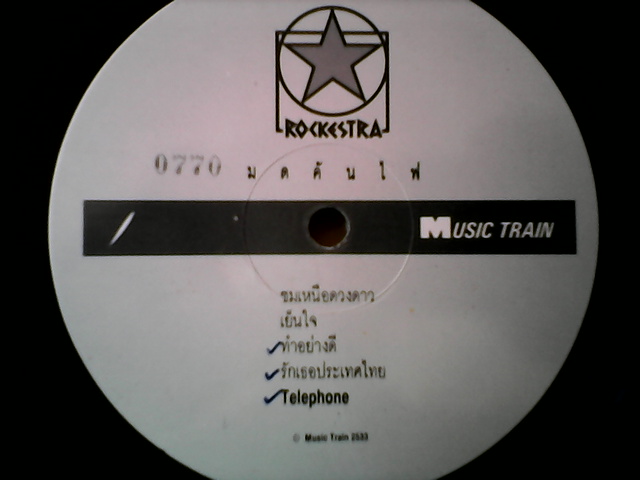 ROCKESTRA
0770 มดคันไฟ
MUSIC TRAIN
ชมเหนือดวงดาว
เย็นใจ
ทำอย่างดี
รักเธอประเทศไทย
Telephone
© Music Train 2533